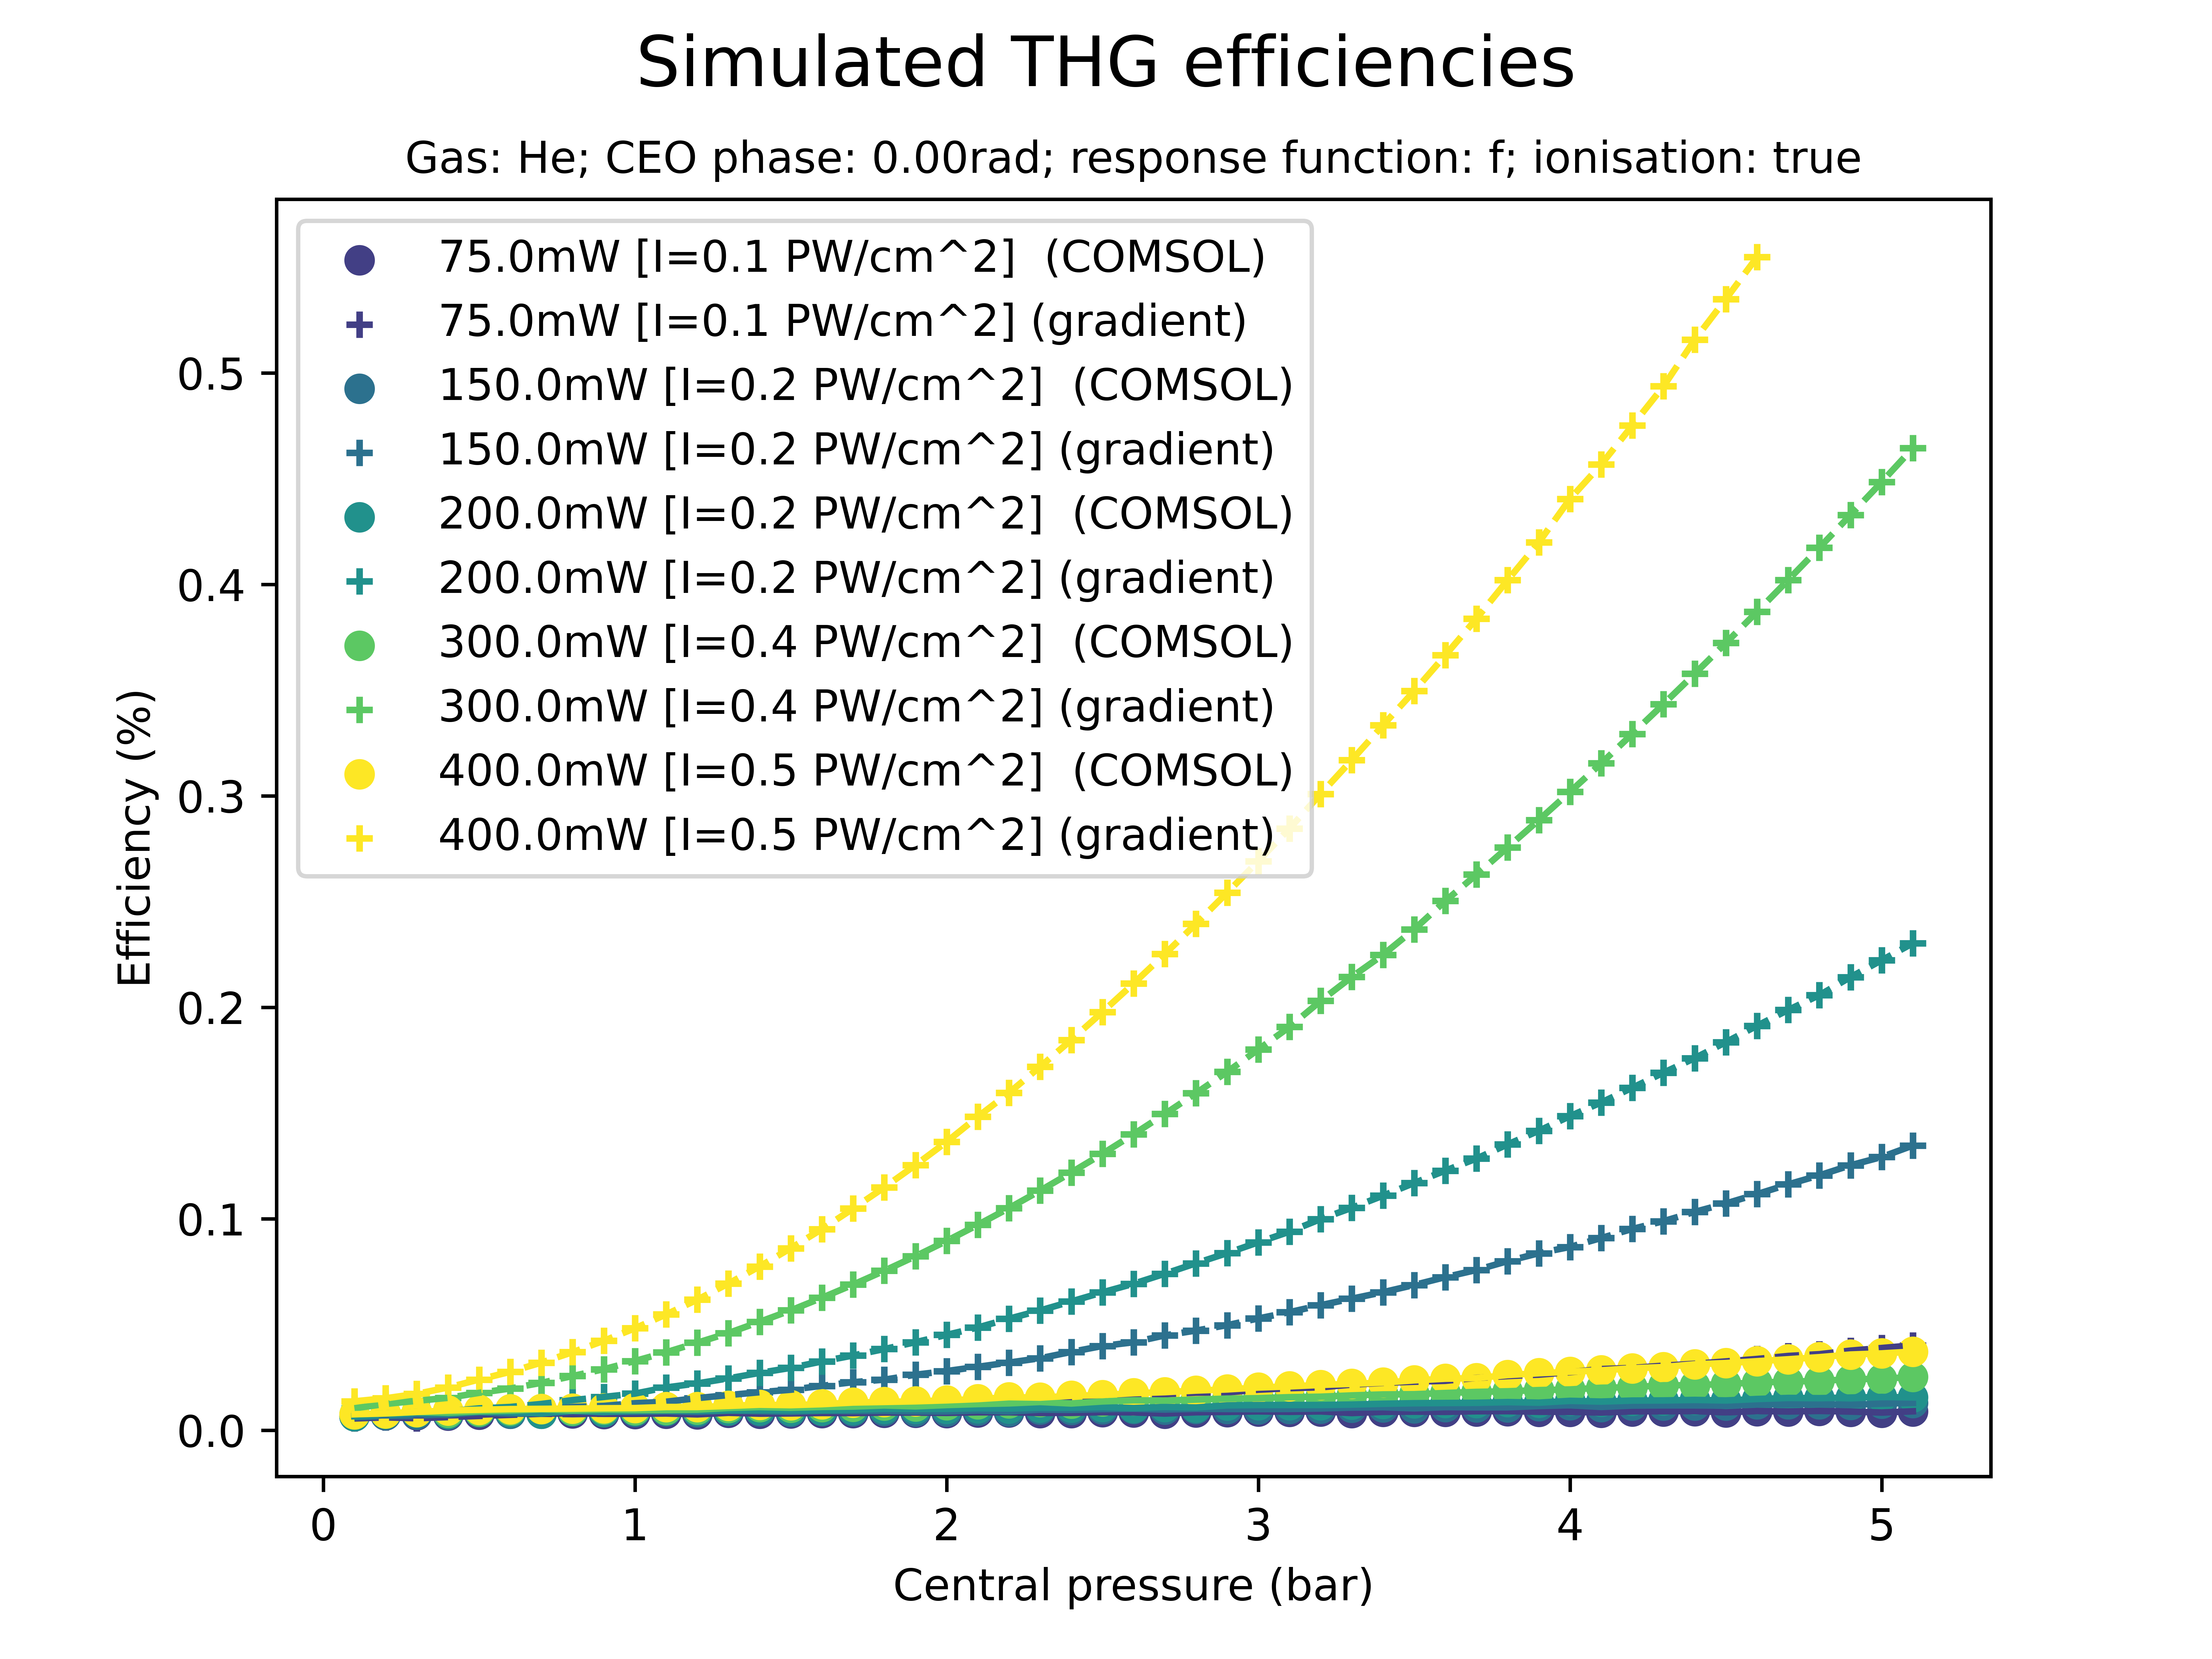 Simulated THG efficiencies
Gas: He; CEO phase: 0.00rad; response function: f; ionisation: true
75.0mW [I=0.1 PW/cm^2]  (COMSOL)
75.0mW [I=0.1 PW/cm^2] (gradient)
150.0mW [I=0.2 PW/cm^2]  (COMSOL)
150.0mW [I=0.2 PW/cm^2] (gradient)
200.0mW [I=0.2 PW/cm^2]  (COMSOL)
200.0mW [I=0.2 PW/cm^2] (gradient)
300.0mW [I=0.4 PW/cm^2]  (COMSOL)
300.0mW [I=0.4 PW/cm^2] (gradient)
400.0mW [I=0.5 PW/cm^2]  (COMSOL)
400.0mW [I=0.5 PW/cm^2] (gradient)
Efficiency (%)
0.5
0.4
0.3
0.2
0.1
0.0
0 1 2 3 4 5
Central pressure (bar)